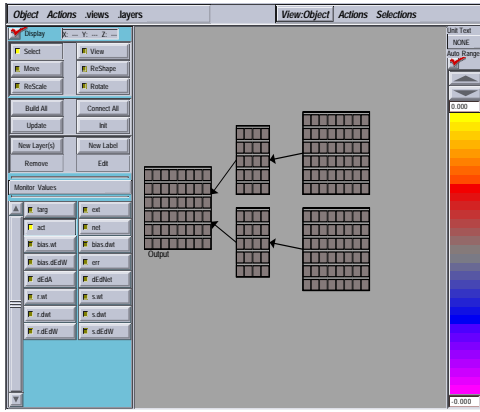 Object Actions .views .layers View:Object Actions Selections
Display X: --- Y: --- Z: ---
Unit Text
NONE
Auto Range
Select View
Move ReShape
ReScale Rotate
Build All Connect All
Update Init
New Layer(s) New Label
Remove Edit
Monitor Values
targ ext
act net
bias.wt bias.dwt
bias.dEdW err
dEdA dEdNet
r.wt s.wt
r.dwt s.dwt
r.dEdW s.dEdW
Output
0.000
-0.000